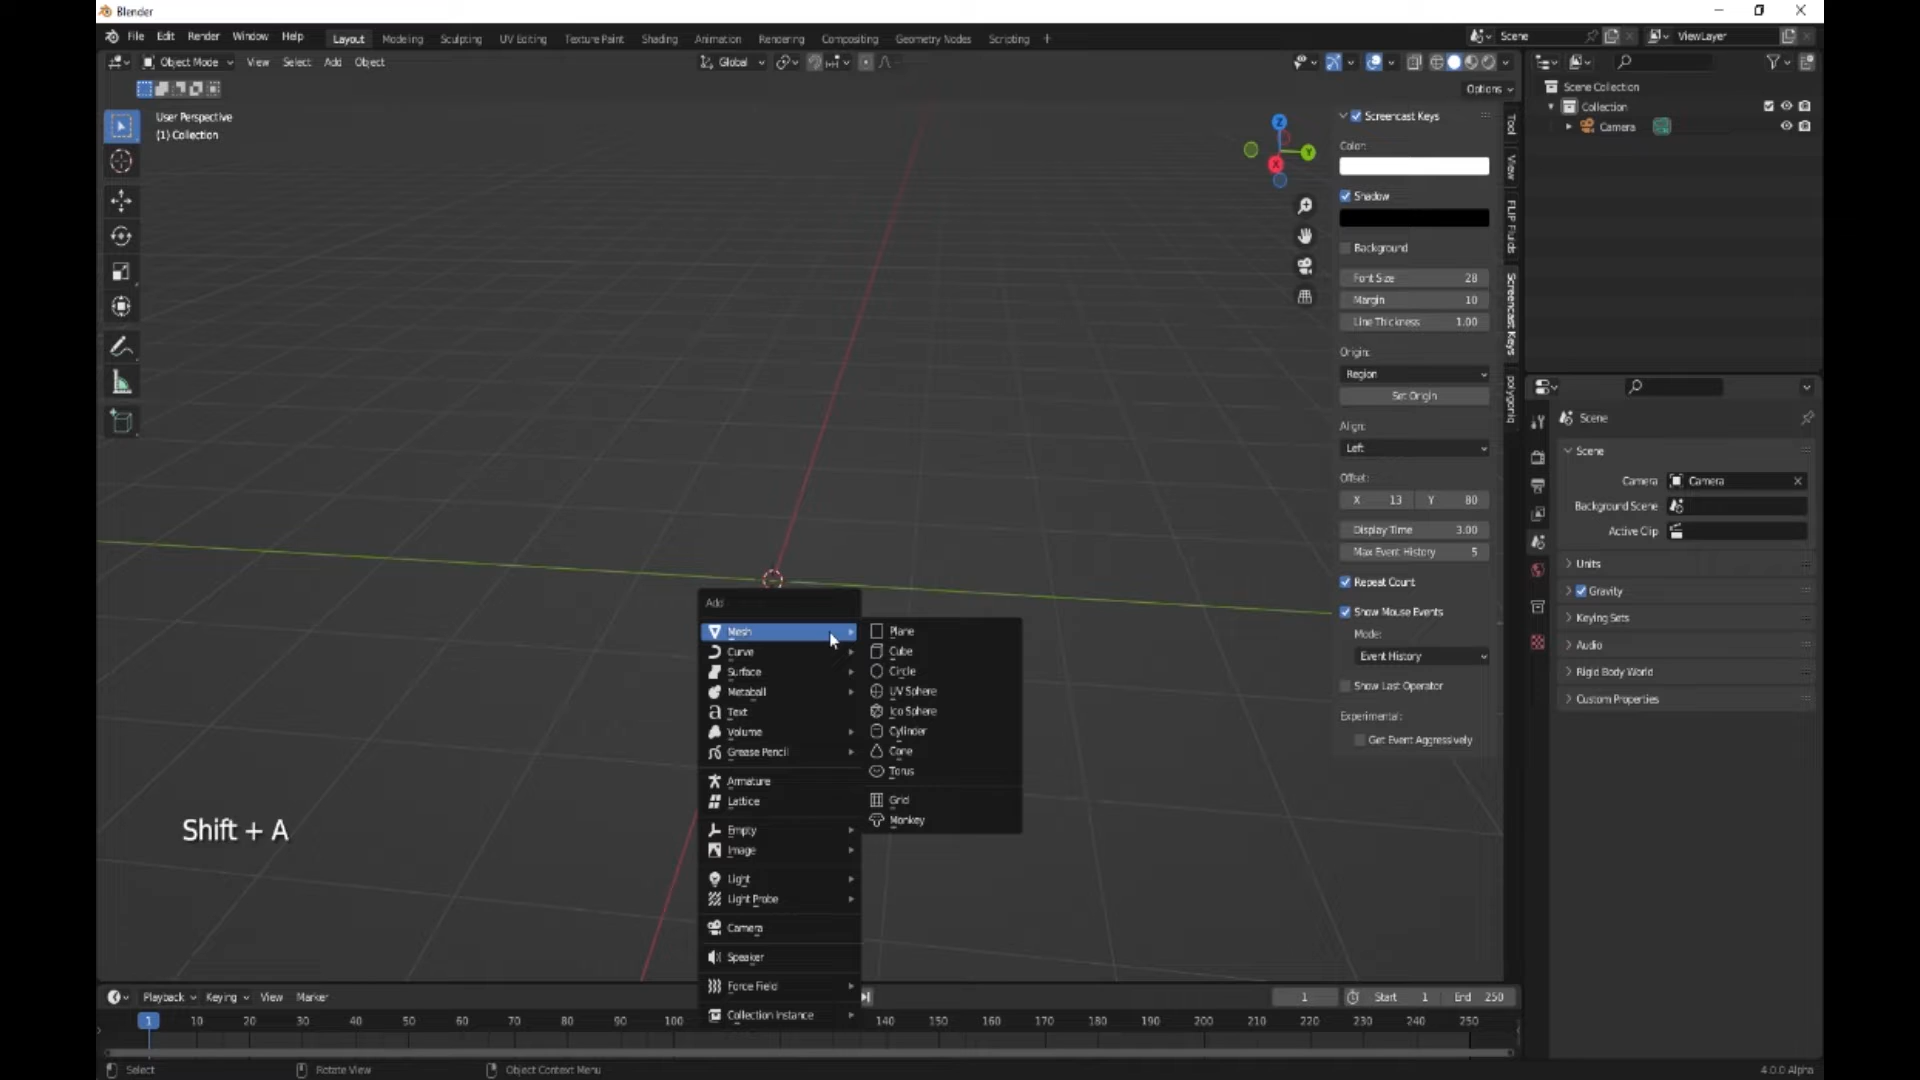 Blender
File Edit Render Window Help Layout Modeling Sculpting UV Editing Texture Paint Shading Animation Rendering Compositing Geometry Nodes Scripting + Scene ViewLayer
Object Mode View Select Add Object Global
Options
User Perspective
(1) Collection
Z
Y
X
Screencast Keys
Color:
Shadow
Background
Font Size 28
Margin 10
Line Thickness 1.00
Origin:
Region
Set Origin
Align:
Left
Offset:
X 13 Y 80
Display Time 3.00
Max Event History 5
Repeat Count
Show Mouse Events
Mode:
Event History
Show Last Operator
Experimental:
Get Event Aggressively
Tool
View
FLIP Fluids
Screencast Keys
polygoniq
Scene Collection
Collection
Camera
Scene
Scene
Camera Camera
Background Scene
Active Clip
Units
Gravity
Keying Sets
Audio
Rigid Body World
Custom Properties
Add
Mesh
Curve
Surface
Metaball
Text
Volume
Grease Pencil
Armature
Lattice
Empty
Image
Light
Light Probe
Camera
Speaker
Force Field
Collection Instance
Plane
Cube
Circle
UV Sphere
Ico Sphere
Cylinder
Cone
Torus
Grid
Monkey
Shift + A
Playback Keying View Marker 1 Start 1 End 250
1 10 20 30 40 50 60 70 80 90 100 140 150 160 170 180 190 200 210 220 230 240 250
Select Rotate View Object Context Menu 4.0.0 Alpha